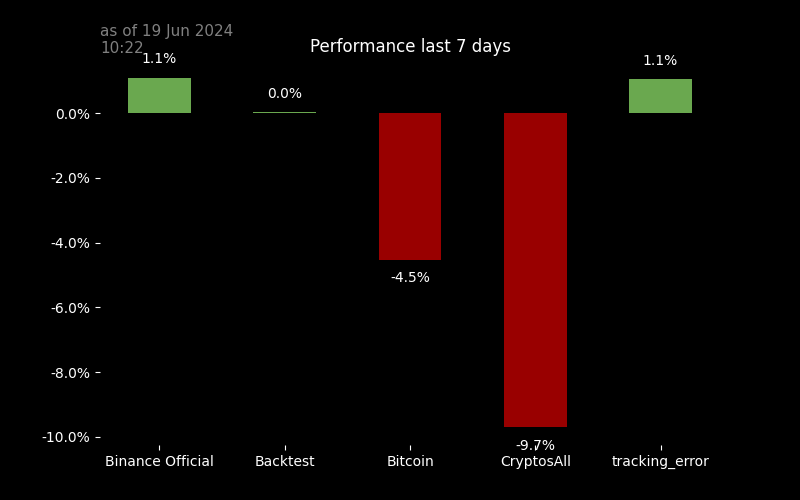 as of 19 Jun 2024
10:22
Performance last 7 days
1.1%
0.0%
-4.5%
-9.7%
1.1%
0.0%
-2.0%
-4.0%
-6.0%
-8.0%
-10.0%
Binance Official
Backtest
Bitcoin
CryptosAll
tracking_error